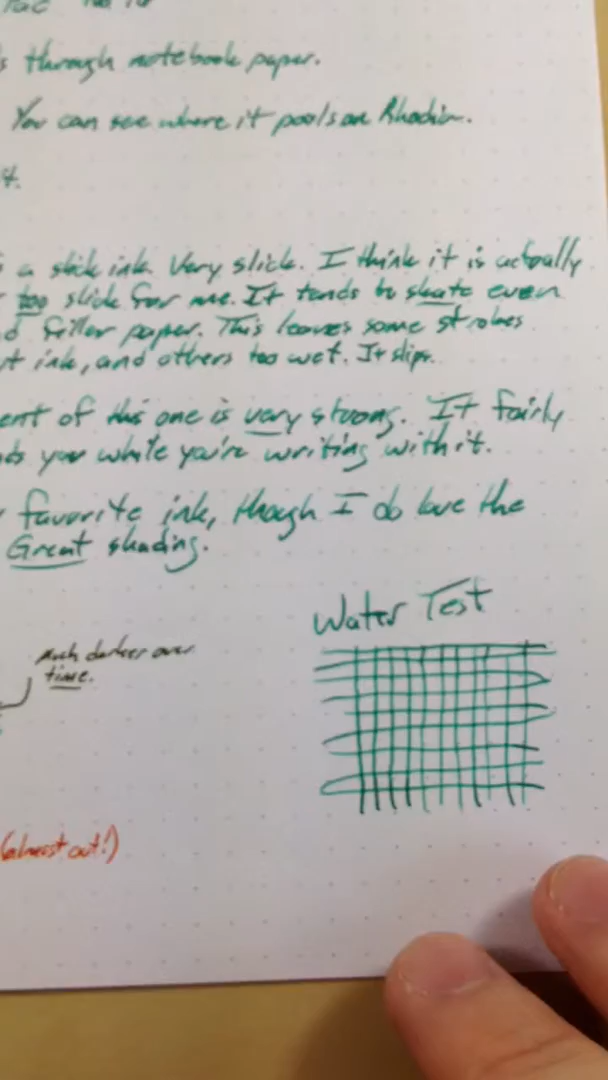 through notebook paper.
You can see where it pools on Rhodia.
a slick ink. Very slick. I think it is actually
too slick for me. It tends to skate even
filler paper. This leaves some strokes
ink, and others too wet. It slips.
of this one is very strong. It fairly
you while you're writing with it.
favorite ink, though I do love the
Great shading.
Water Test
Much darker over
time.
(almost out!)